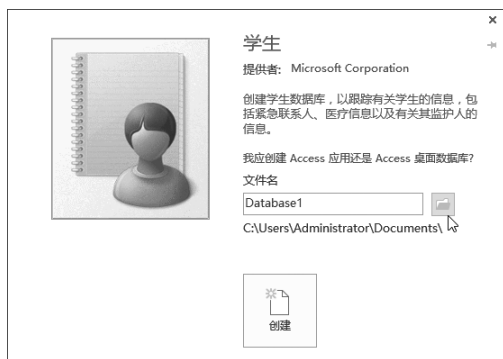 学生
提供者: Microsoft Corporation
创建学生数据库，以跟踪有关学生的信息，包
括紧急联系人、医疗信息以及有关其监护人的
信息。
我应创建 Access 应用还是 Access 桌面数据库?
文件名
Database1
C:\Users\Administrator\Documents\
创建